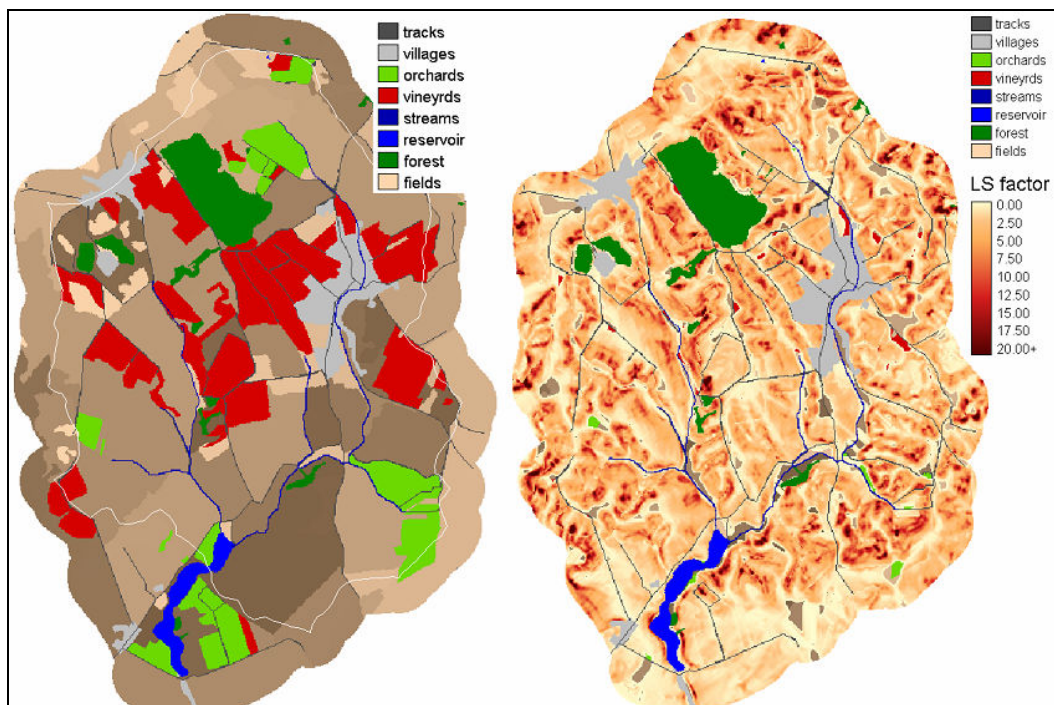 tracks
villages
orchards
vineyrds
streams
reservoir
forest
fields
tracks
villages
orchards
vineyrds
streams
reservoir
forest
fields
LS factor
0.00
2.50
5.00
7.50
10.00
12.50
15.00
17.50
20.00+